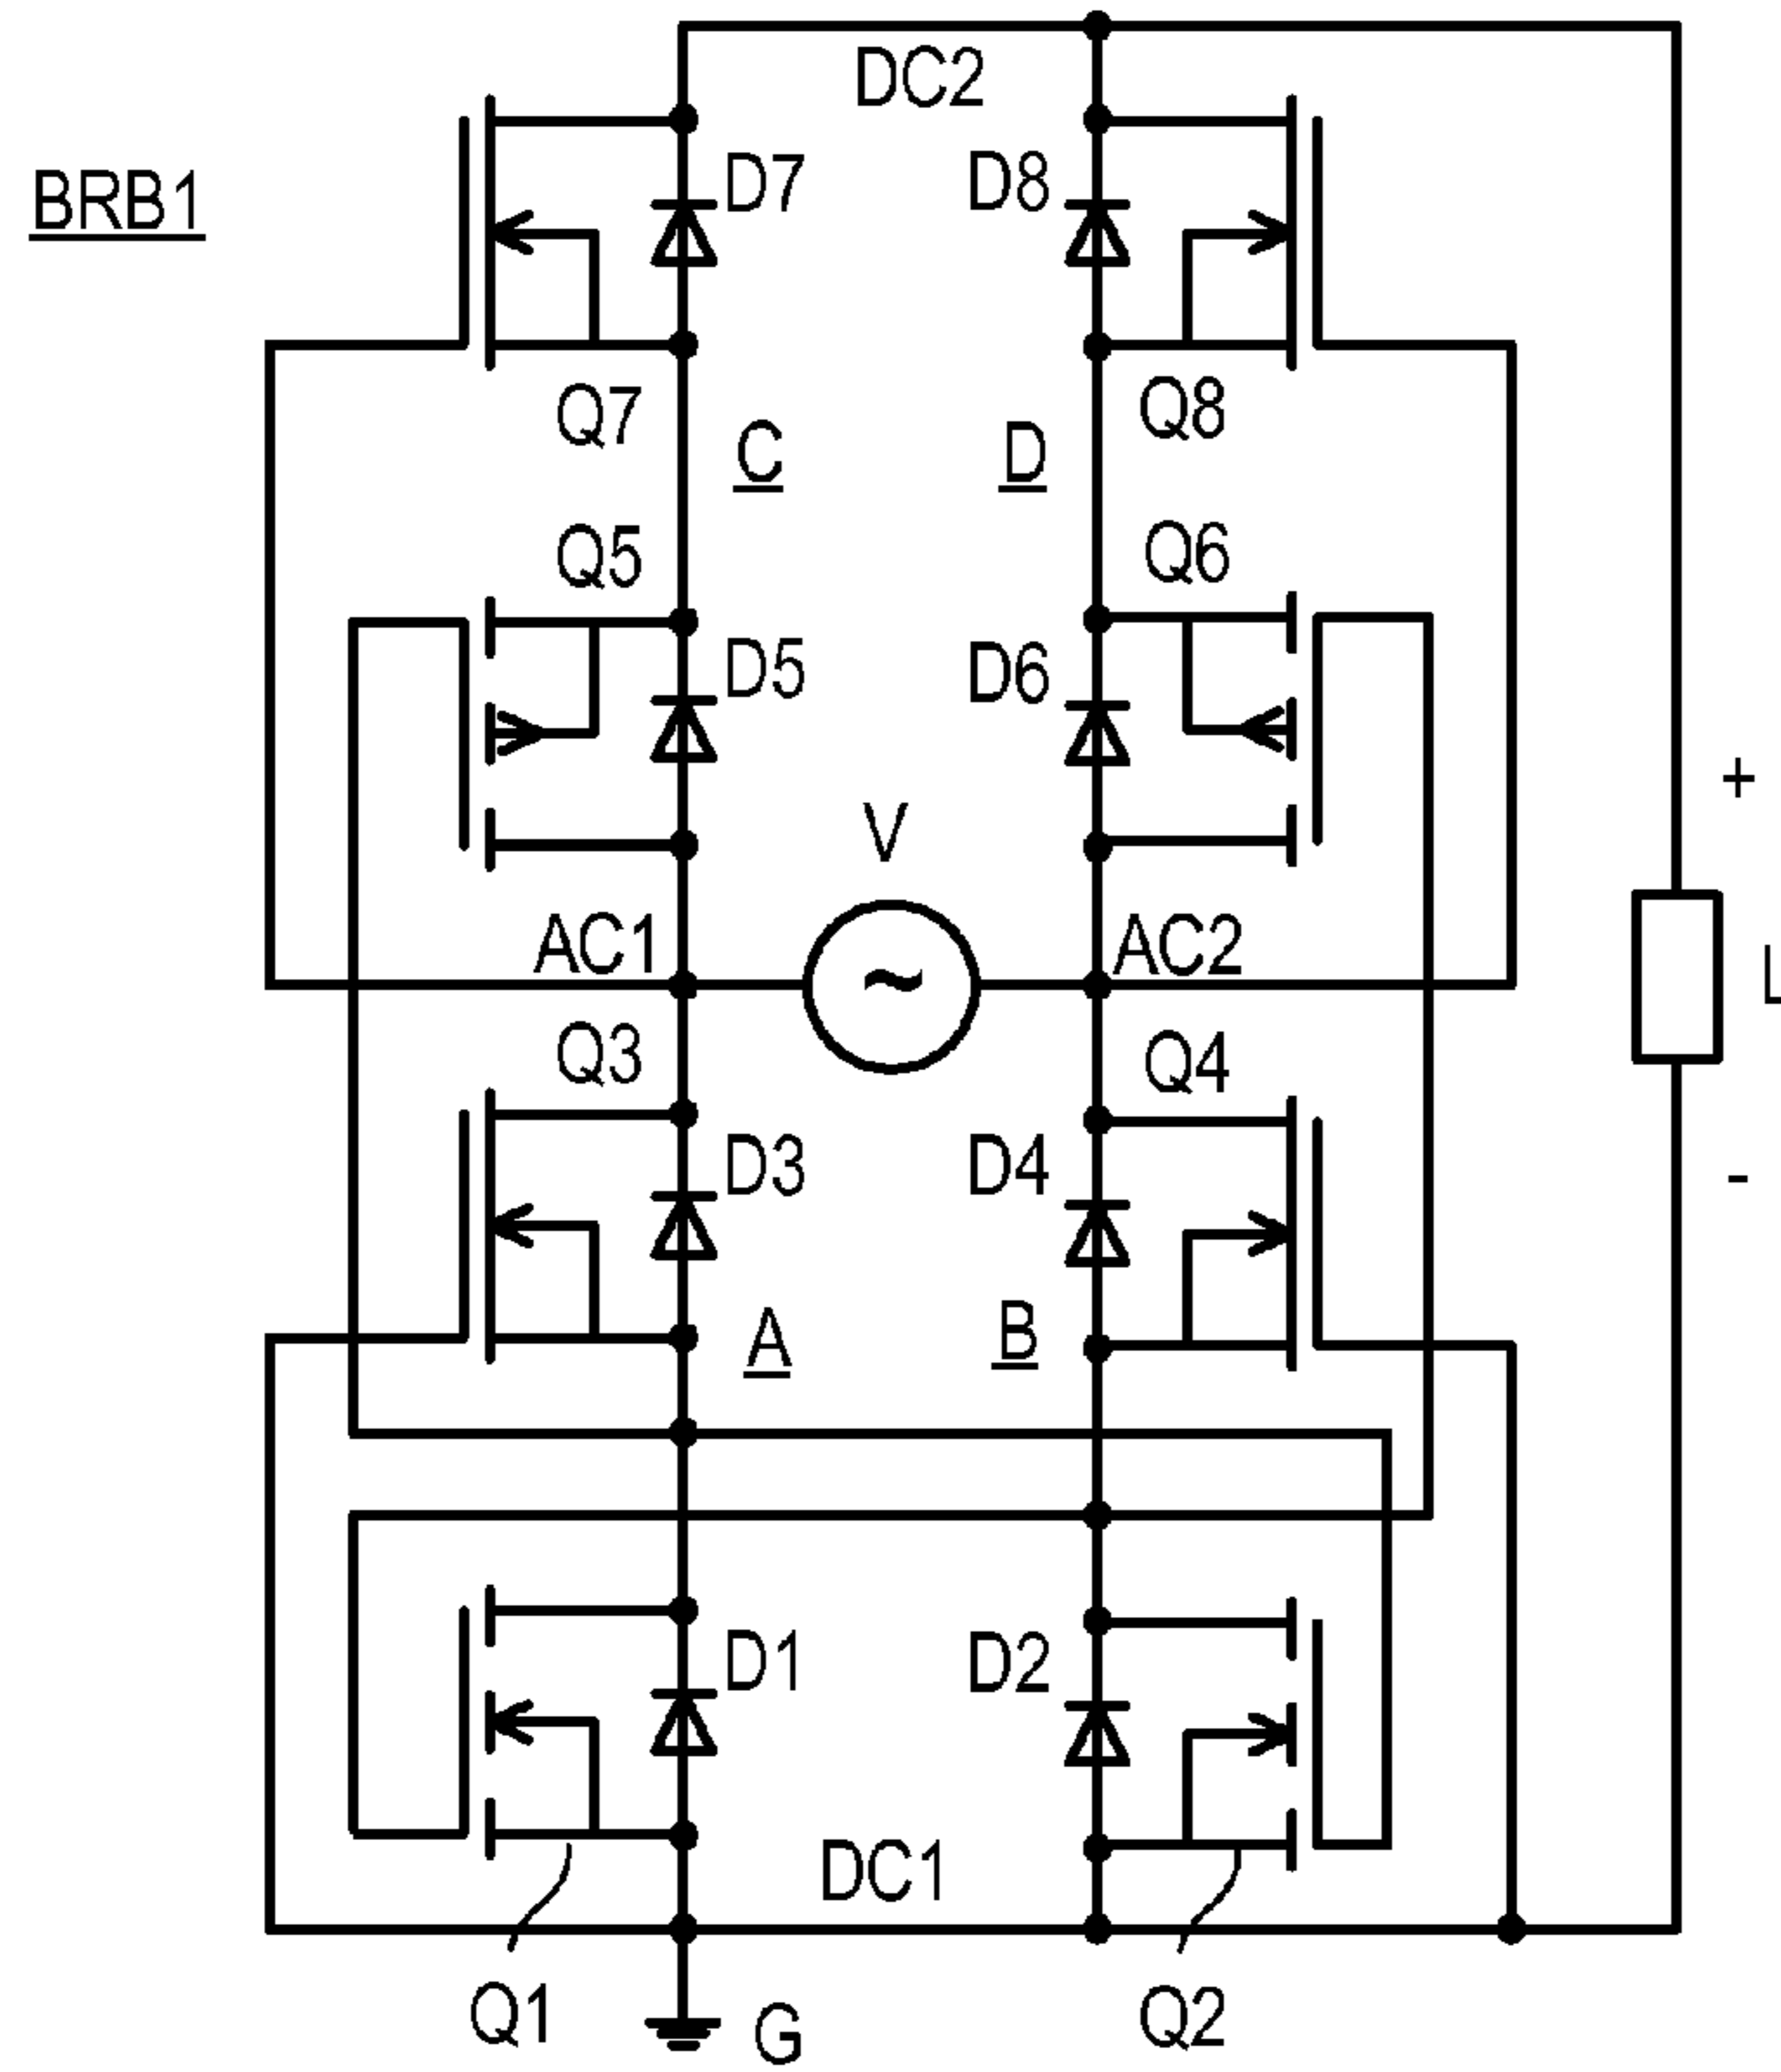 DC2
BRB1
D7 D8
Q7 Q8
C D
Q5 Q6
D5 D6
+
V
AC1 AC2
~
L
Q3 Q4
D3 D4
-
A B
D1 D2
DC1
Q1 Q2
G